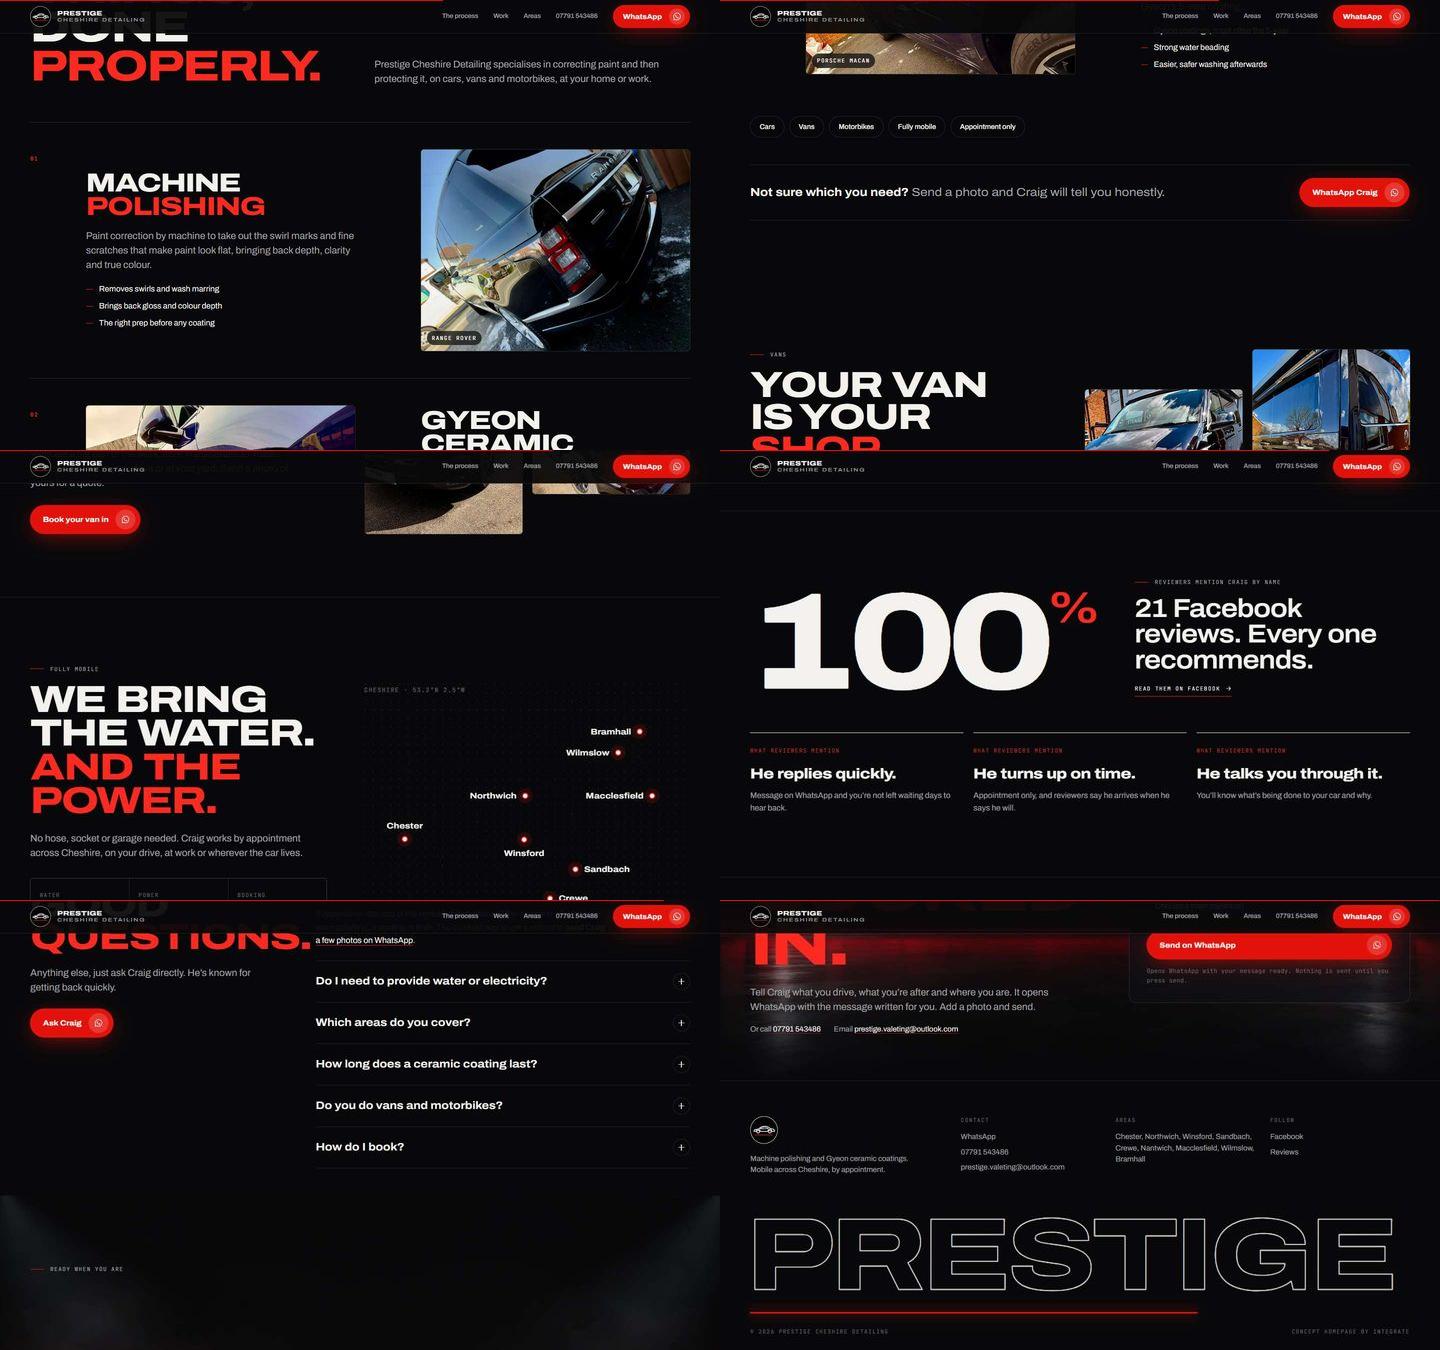 PRESTIGE
CHESHIRE DETAILING
The process
Work
Areas
07791 543486
WhatsApp
DONE
PROPERLY.
Prestige Cheshire Detailing specialises in correcting paint and then
protecting it, on cars, vans and motorbikes, at your home or work.
01
MACHINE
POLISHING
Paint correction by machine to take out the swirl marks and fine
scratches that make paint look flat, bringing back depth, clarity
and true colour.
— Removes swirls and wash marring
— Brings back gloss and colour depth
— The right prep before any coating
RANGE ROVER
02
GYEON
CERAMIC
PRESTIGE
CHESHIRE DETAILING
The process
Work
Areas
07791 543486
WhatsApp
PORSCHE MACAN
— Strong water beading
— Easier, safer washing afterwards
Cars
Vans
Motorbikes
Fully mobile
Appointment only
Not sure which you need? Send a photo and Craig will tell you honestly.
WhatsApp Craig
VANS
YOUR VAN
IS YOUR
SHOP
PRESTIGE
CHESHIRE DETAILING
The process
Work
Areas
07791 543486
WhatsApp
yours for a quote.
Book your van in
FULLY MOBILE
WE BRING
THE WATER.
AND THE
POWER.
No hose, socket or garage needed. Craig works by appointment
across Cheshire, on your drive, at work or wherever the car lives.
WATER
POWER
BOOKING
CHESHIRE - 53.2°N 2.5°W
Bramhall
Wilmslow
Northwich
Macclesfield
Chester
Winsford
Sandbach
Crewe
PRESTIGE
CHESHIRE DETAILING
The process
Work
Areas
07791 543486
WhatsApp
100%
REVIEWERS MENTION CRAIG BY NAME
21 Facebook
reviews. Every one
recommends.
READ THEM ON FACEBOOK →
WHAT REVIEWERS MENTION
He replies quickly.
Message on WhatsApp and you're not left waiting days to
hear back.
WHAT REVIEWERS MENTION
He turns up on time.
Appointment only, and reviewers say he arrives when he
says he will.
WHAT REVIEWERS MENTION
He talks you through it.
You'll know what's being done to your car and why.
PRESTIGE
CHESHIRE DETAILING
The process
Work
Areas
07791 543486
WhatsApp
GOOD
QUESTIONS.
Anything else, just ask Craig directly. He's known for
getting back quickly.
Ask Craig
a few photos on WhatsApp.
Do I need to provide water or electricity?
Which areas do you cover?
How long does a ceramic coating last?
Do you do vans and motorbikes?
How do I book?
READY WHEN YOU ARE
PRESTIGE
CHESHIRE DETAILING
The process
Work
Areas
07791 543486
WhatsApp
IN.
Tell Craig what you drive, what you're after and where you are. It opens
WhatsApp with the message written for you. Add a photo and send.
Or call 07791 543486
Email prestige.valeting@outlook.com
Send on WhatsApp
Opens WhatsApp with your message ready. Nothing is sent until you
press send.
Machine polishing and Gyeon ceramic coatings.
Mobile across Cheshire, by appointment.
CONTACT
WhatsApp
07791 543486
prestige.valeting@outlook.com
AREAS
Chester, Northwich, Winsford, Sandbach,
Crewe, Nantwich, Macclesfield, Wilmslow,
Bramhall
FOLLOW
Facebook
Reviews
PRESTIGE
© 2026 PRESTIGE CHESHIRE DETAILING
CONCEPT HOMEPAGE BY INTEGRATE